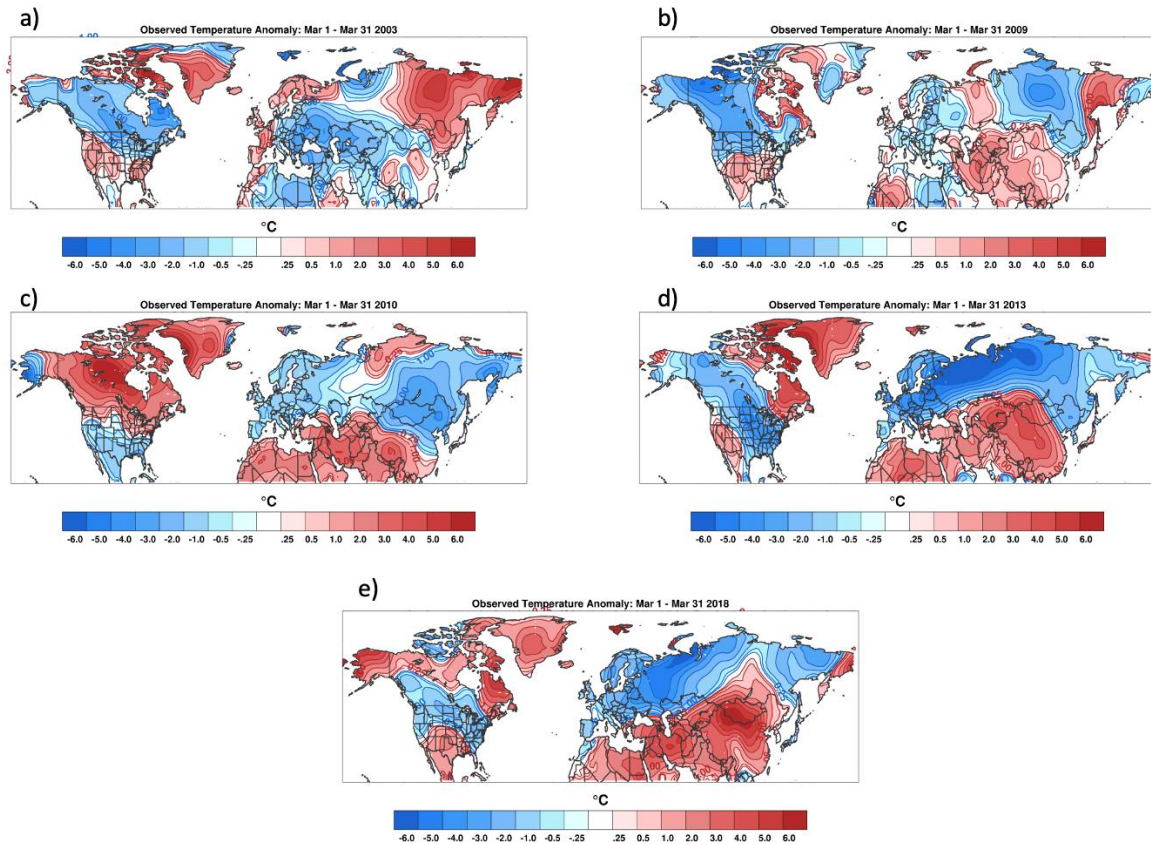 a)
Observed Temperature Anomaly: Mar 1 - Mar 31 2003
°C
-6.0 -5.0 -4.0 -3.0 -2.0 -1.0 -0.5 -.25 .25 0.5 1.0 2.0 3.0 4.0 5.0 6.0
b)
Observed Temperature Anomaly: Mar 1 - Mar 31 2009
°C
-6.0 -5.0 -4.0 -3.0 -2.0 -1.0 -0.5 -.25 .25 0.5 1.0 2.0 3.0 4.0 5.0 6.0
c)
Observed Temperature Anomaly: Mar 1 - Mar 31 2010
°C
-6.0 -5.0 -4.0 -3.0 -2.0 -1.0 -0.5 -.25 .25 0.5 1.0 2.0 3.0 4.0 5.0 6.0
d)
Observed Temperature Anomaly: Mar 1 - Mar 31 2013
°C
-6.0 -5.0 -4.0 -3.0 -2.0 -1.0 -0.5 -.25 .25 0.5 1.0 2.0 3.0 4.0 5.0 6.0
e)
Observed Temperature Anomaly: Mar 1 - Mar 31 2018
°C
-6.0 -5.0 -4.0 -3.0 -2.0 -1.0 -0.5 -.25 .25 0.5 1.0 2.0 3.0 4.0 5.0 6.0